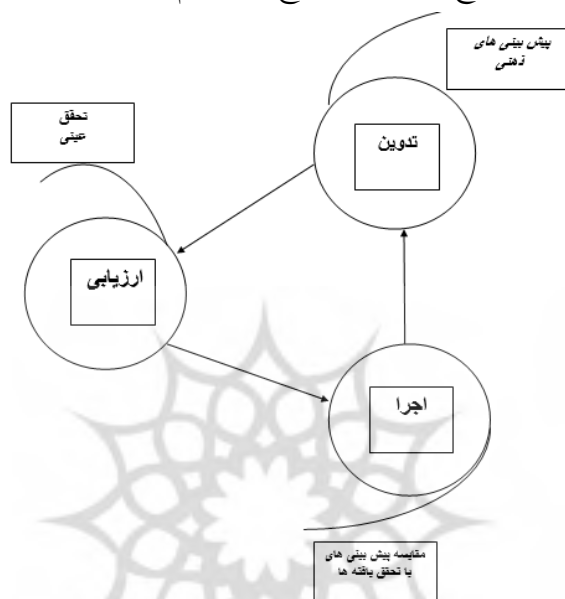 پیش بینی های
ذهنی
تدوین
تحقق
عینی
ارزیابی
اجرا
مقایسه پیش بینی های
با تحقق یافته ها